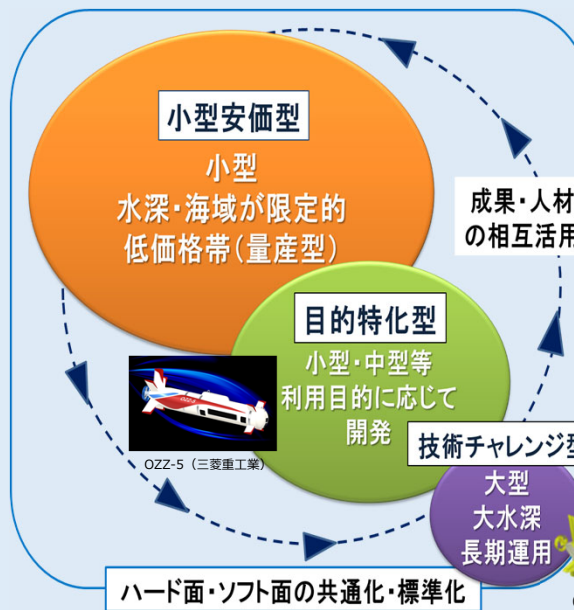 小型安価型
小型
水深・海域が限定的
低価格帯(量産型)
成果・人材
の相互活用
目的特化型
小型・中型等
利用目的に応じて
開発
OZZ-5(三菱重工業)
技術チャレンジ型
大型
大水深
長期運用
ハード面・ソフト面の共通化・標準化